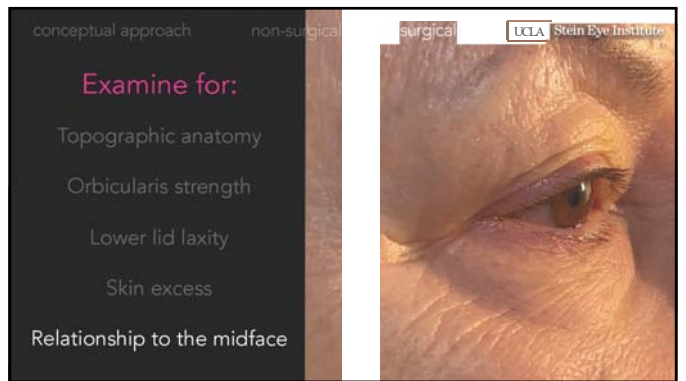 conceptual approach non-surgical surgical UCLA Stein Eye Institute
Examine for:
Topographic anatomy
Orbicularis strength
Lower lid laxity
Skin excess
Relationship to the midface